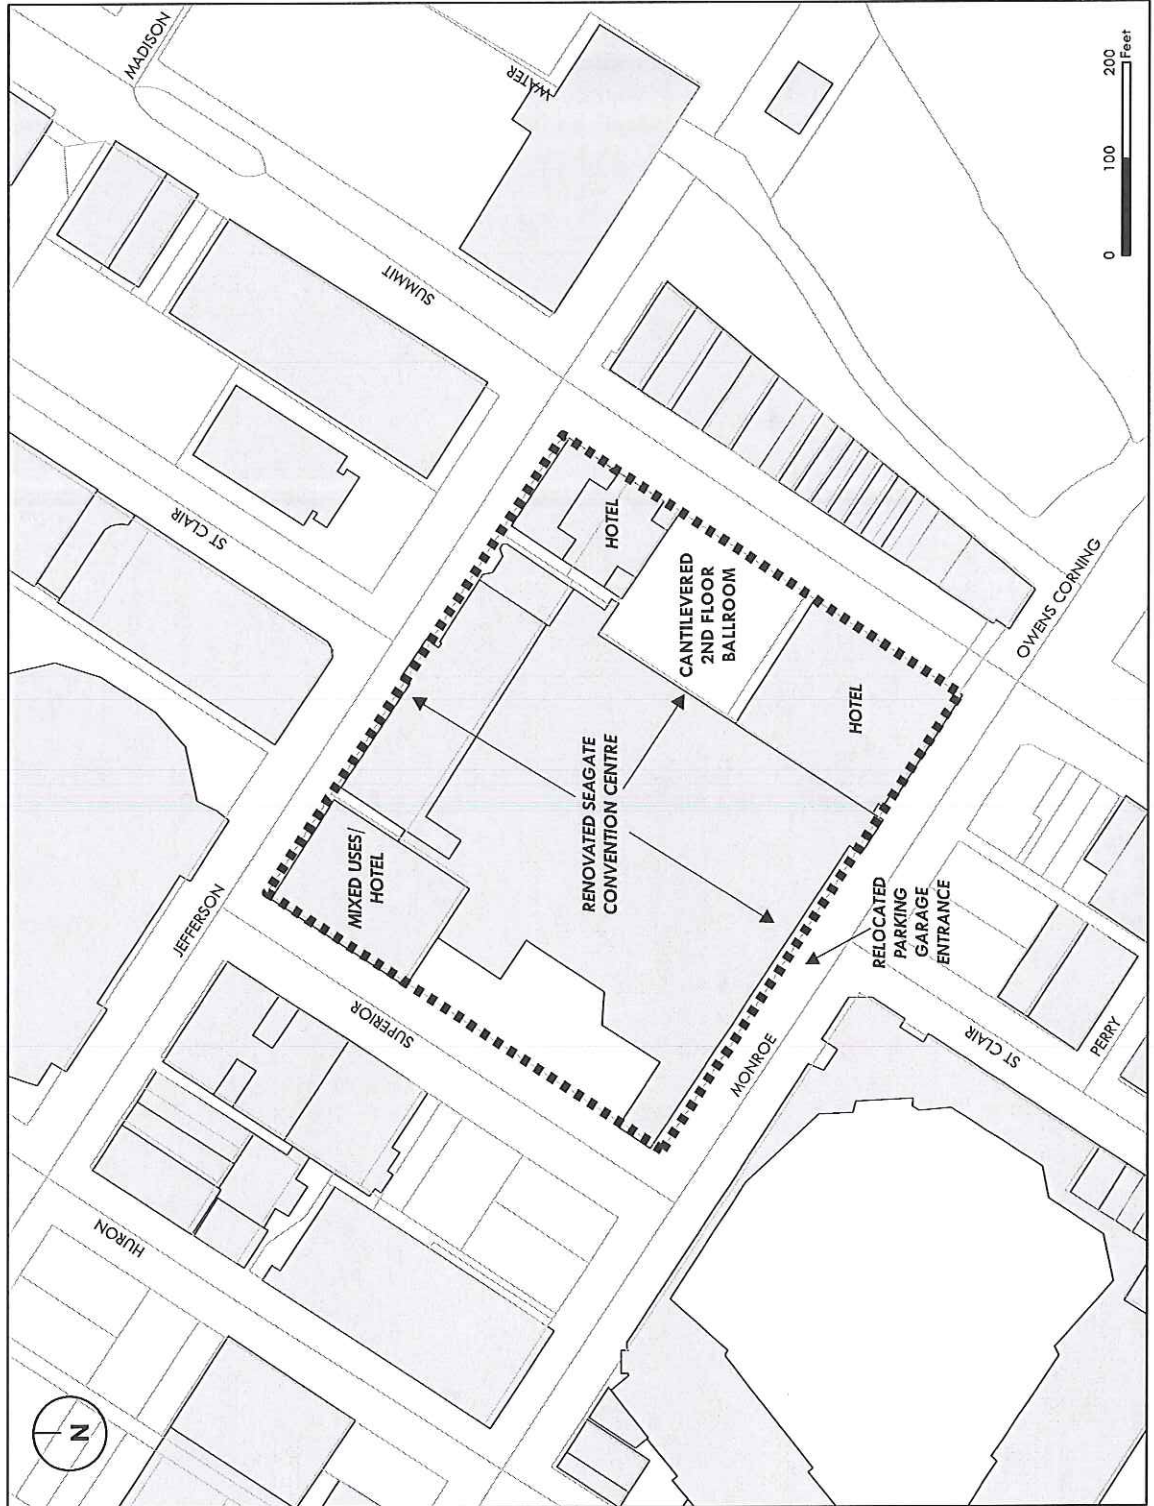 MADISON
WATER
SUMMIT
ST CLAIR
JEFFERSON
SUPERIOR
HURON
MIXED USES/
HOTEL
HOTEL
CANTILEVERED
2ND FLOOR
BALLROOM
RENOVATED SEAGATE
CONVENTION CENTRE
HOTEL
RELOCATED
PARKING
GARAGE
ENTRANCE
MONROE
OWENS CORNING
ST CLAIR
PERRY
N
0 100 200
Feet